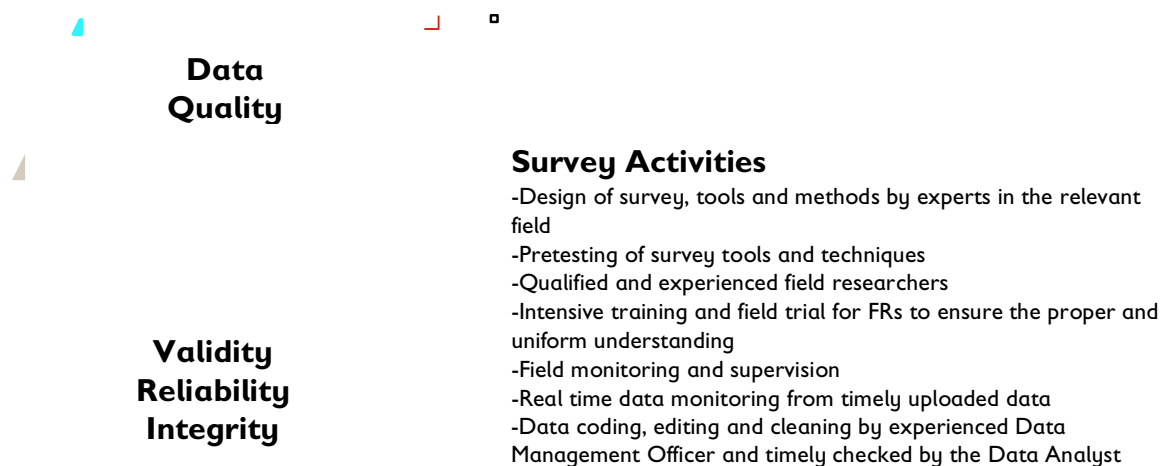 Data
Quality
Survey Activities
-Design of survey, tools and methods by experts in the relevant
field
-Pretesting of survey tools and techniques
-Qualified and experienced field researchers
-Intensive training and field trial for FRs to ensure the proper and
uniform understanding
-Field monitoring and supervision
-Real time data monitoring from timely uploaded data
-Data coding, editing and cleaning by experienced Data
Management Officer and timely checked by the Data Analyst
Validity
Reliability
Integrity